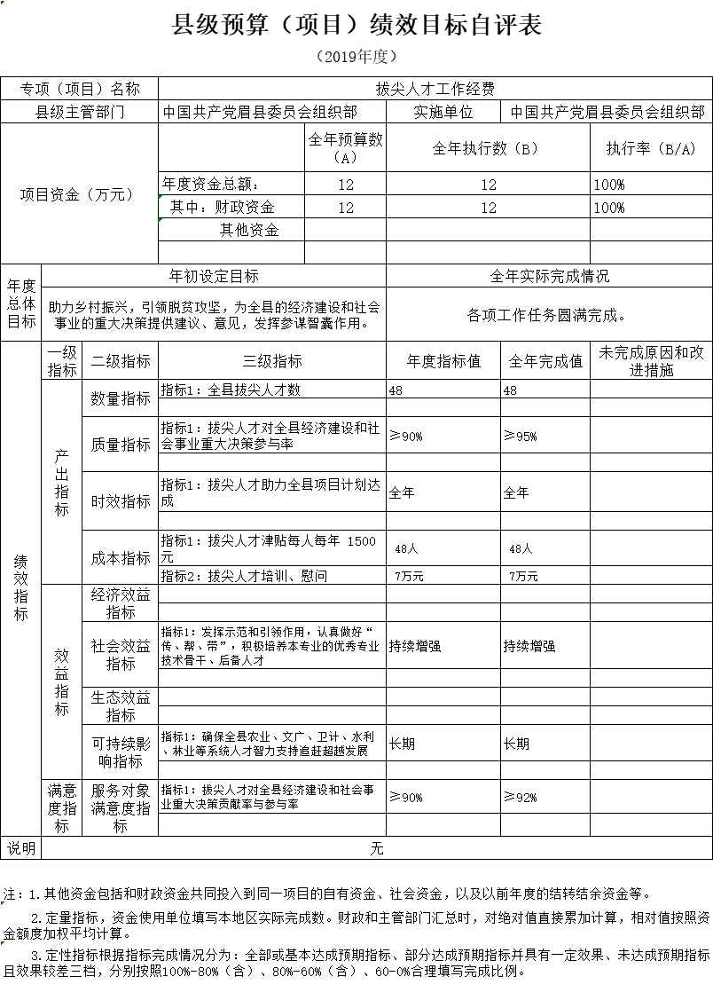 县级预算（项目）绩效目标自评表
（2019年度）
专项（项目）名称
拔尖人才工作经费
县级主管部门
中国共产党眉县委员会组织部
实施单位
中国共产党眉县委员会组织部
项目资金（万元）
全年预算数
（A）
全年执行数（B）
执行率（B/A）
年度资金总额：
12
12
100%
其中：财政资金
12
12
100%
其他资金
年度
总体
目标
年初设定目标
全年实际完成情况
助力乡村振兴，引领脱贫攻坚，为全县的经济建设和社会
事业的重大决策提供建议、意见，发挥参谋智囊作用。
各项工作任务圆满完成。
绩
效
指
标
一级
指标
二级指标
三级指标
年度指标值
全年完成值
未完成原因和改
进措施
产
出
指
标
数量指标
指标1：全县拔尖人才数
48
48
质量指标
指标1：拔尖人才对全县经济建设和社
会事业重大决策参与率
≥90%
≥95%
时效指标
指标1：拔尖人才助力全县项目计划达
成
全年
全年
成本指标
指标1：拔尖人才津贴每人每年 1500
元
48人
48人
指标2：拔尖人才培训、慰问
7万元
7万元
效
益
指
标
经济效益
指标
社会效益
指标
指标1：发挥示范和引领作用，认真做好“
传、帮、带”，积极培养本专业的优秀专业
技术骨干、后备人才
持续增强
持续增强
生态效益
指标
可持续影
响指标
指标1：确保全县农业、文广、卫计、水利
、林业等系统人才智力支持追赶超越发展
长期
长期
满意
度指
标
服务对象
满意度指
标
指标1：拔尖人才对全县经济建设和社会事
业重大决策贡献率与参与率
≥90%
≥92%
说明
无
注：1.其他资金包括和财政资金共同投入到同一项目的自有资金、社会资金，以及以前年度的结转结余资金等。
2.定量指标，资金使用单位填写本地区实际完成数。财政和主管部门汇总时，对绝对值直接累加计算，相对值按照资
金额度加权平均计算。
3.定性指标根据指标完成情况分为：全部或基本达成预期指标、部分达成预期指标并具有一定效果、未达成预期指标
且效果较差三档，分别按照100%-80%（含）、80%-60%（含）、60-0%合理填写完成比例。